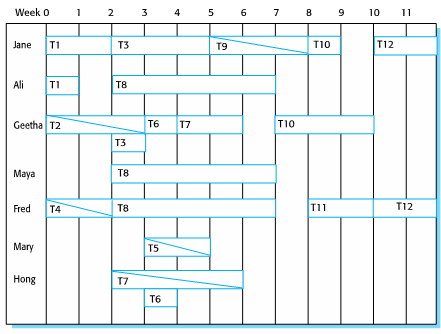 Week 0 1 2 3 4 5 6 7 8 9 10 11
Jane T1 T3 T9 T10 T12
Ali T1 T8
Geetha T2 T6 T7 T10
T3
Maya T8
Fred T4 T8 T11 T12
Mary T5
Hong T7
T6